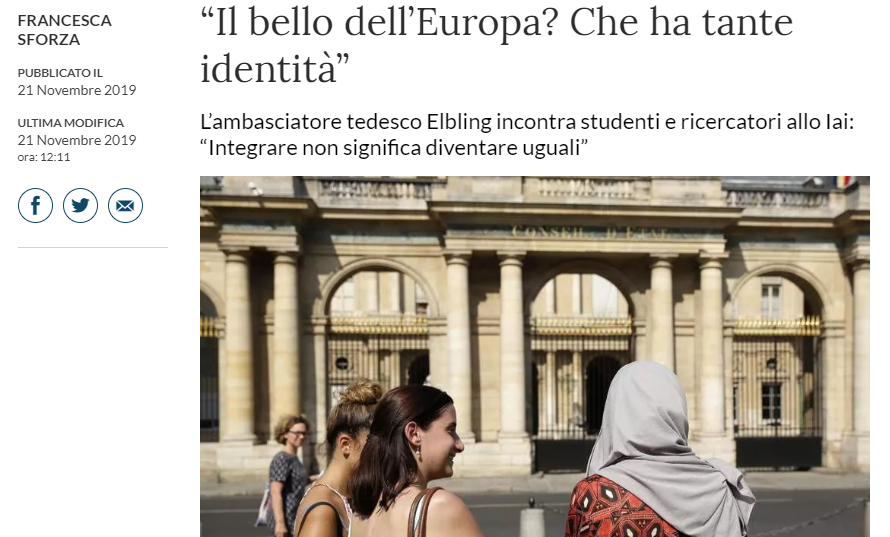 FRANCESCA
SFORZA
PUBBLICATO IL
21 Novembre 2019
ULTIMA MODIFICA
21 Novembre 2019
ora: 12:11
“Il bello dell’Europa? Che ha tante
identità”
L’ambasciatore tedesco Elbling incontra studenti e ricercatori allo Iai:
“Integrare non significa diventare uguali”
CONSEIL D'ETAT